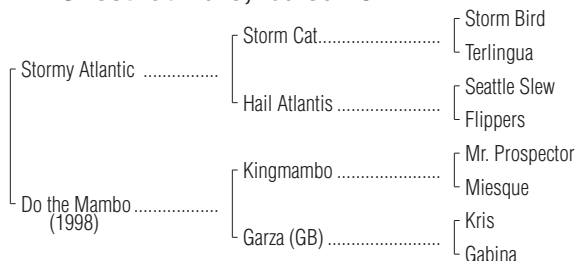 Storm Bird
Storm Cat..........................
Terlingua
Stormy Atlantic ................
Seattle Slew
Hail Atlantis ......................
Flippers
Mr. Prospector
Kingmambo ......................
Miesque
Do the Mambo ..................
(1998)
Kris
Garza (GB) ........................
Gabina